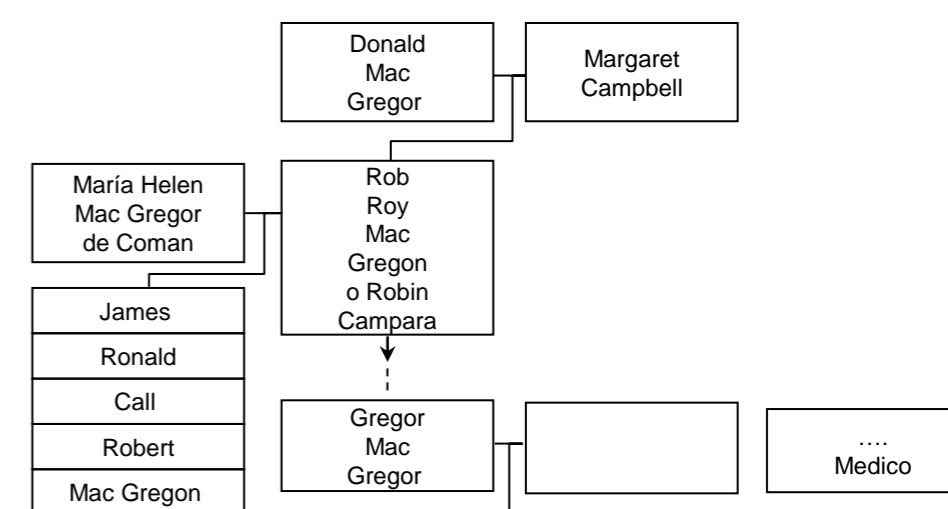 Donald
Mac
Gregor
Margaret
Campbell
María Helen
Mac Gregor
de Coman
Rob
Roy
Mac
Gregon
o Robin
Campara
James
Ronald
Call
Robert
Mac Gregon
Gregor
Mac
Gregor
….
Medico